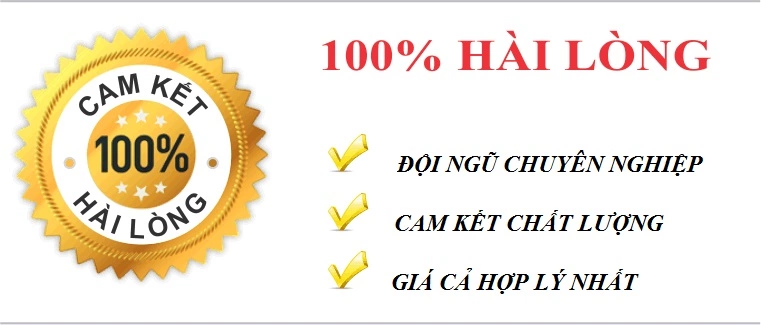 CAM KẾT
100%
HÀI LÒNG
100% HÀI LÒNG
ĐỘI NGŨ CHUYÊN NGHIỆP
CAM KẾT CHẤT LƯỢNG
GIÁ CẢ HỢP LÝ NHẤT